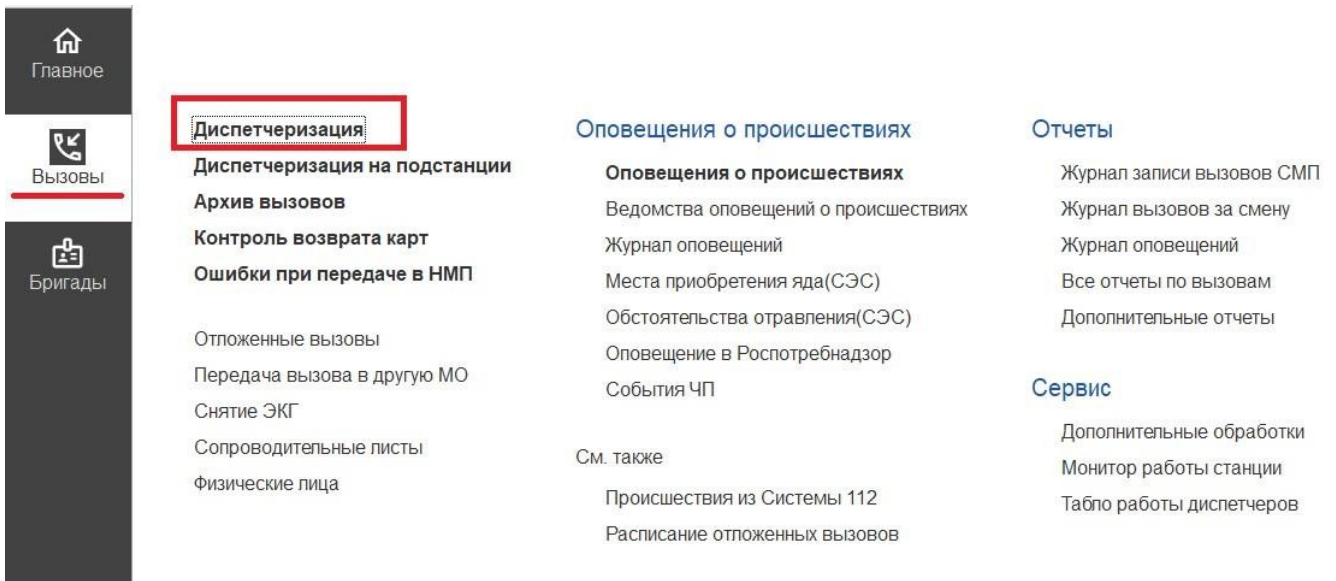 Главное
Вызовы
Бригады
Диспетчеризация
Диспетчеризация на подстанции
Архив вызовов
Контроль возврата карт
Ошибки при передаче в НМП
Отложенные вызовы
Передача вызова в другую МО
Снятие ЭКГ
Сопроводительные листы
Физические лица
Оповещения о происшествиях
Оповещения о происшествиях
Ведомства оповещений о происшествиях
Журнал оповещений
Места приобретения яда(СЭС)
Обстоятельства отравления(СЭС)
Оповещение в Роспотребнадзор
События ЧП
См. также
Происшествия из Системы 112
Расписание отложенных вызовов
Отчеты
Журнал записи вызовов СМП
Журнал вызовов за смену
Журнал оповещений
Все отчеты по вызовам
Дополнительные отчеты
Сервис
Дополнительные обработки
Монитор работы станции
Табло работы диспетчеров